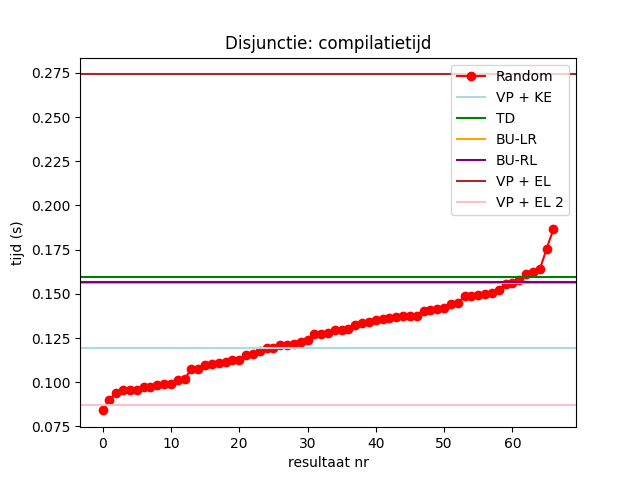 Disjunctie: compilatietijd
0.275
0.250
0.225
0.200
0.175
0.150
0.125
0.100
0.075
tijd (s)
Random
VP + KE
TD
BU-LR
BU-RL
VP + EL
VP + EL 2
0 10 20 30 40 50 60
resultaat nr